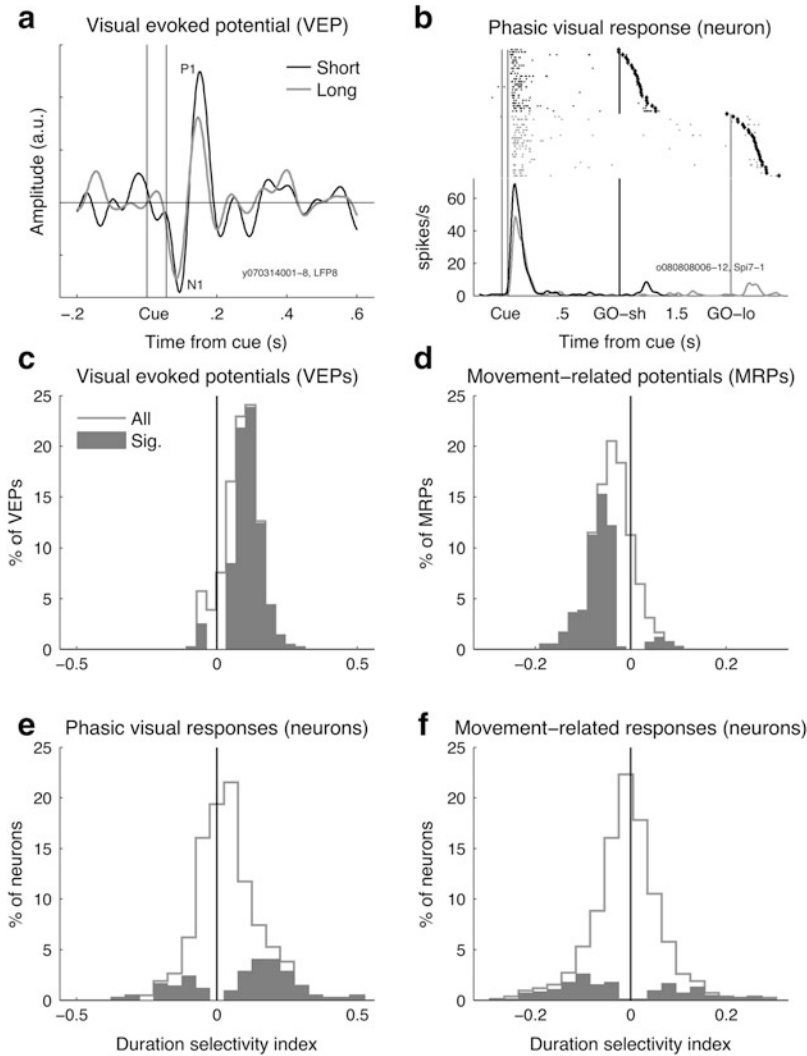 a Visual evoked potential (VEP)
P1
Short
Long
N1
y070314001−8, LFP8
Amplitude (a.u.)
−.2 Cue .2 .4 .6
Time from cue (s)
b Phasic visual response (neuron)
60
40
20
0
spikes/s
o080808006−12, Spi7−1
Cue .5 GO−sh 1.5 GO−lo
Time from cue (s)
c Visual evoked potentials (VEPs)
All
Sig.
25
20
15
10
5
0
% of VEPs
−0.5 0 0.5
d Movement−related potentials (MRPs)
25
20
15
10
5
0
% of MRPs
−0.2 0 0.2
e Phasic visual responses (neurons)
25
20
15
10
5
0
% of neurons
−0.5 0 0.5
Duration selectivity index
f Movement−related responses (neurons)
25
20
15
10
5
0
% of neurons
−0.2 0 0.2
Duration selectivity index